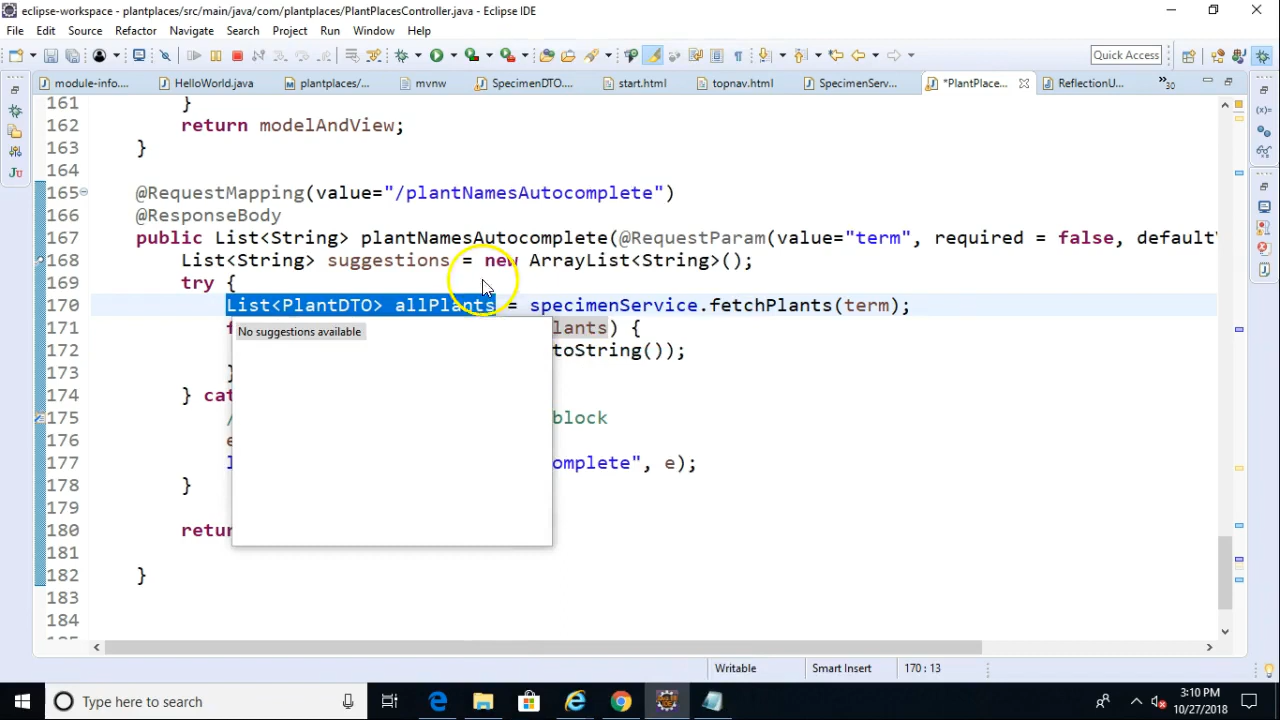 eclipse-workspace - plantplaces/src/main/java/com/plantplaces/PlantPlacesController.java - Eclipse IDE
File Edit Source Refactor Navigate Search Project Run Window Help
Quick Access
module-info.... HelloWorld.java plantplaces/... mvnw SpecimenDTO.... start.html topnav.html SpecimenServ... *PlantPlace... ReflectionU... »30
161 }
162 return modelAndView;
163 }
164
165 @RequestMapping(value="/plantNamesAutocomplete")
166 @ResponseBody
167 public List<String> plantNamesAutocomplete(@RequestParam(value="term", required = false, default
168 List<String> suggestions = new ArrayList<String>();
169 try {
170 List<PlantDTO> allPlants = specimenService.fetchPlants(term);
171 lants) {
No suggestions available
172 toString());
173 }
174 } cat
175 / block
176 e
177 l omplete", e);
178 }
179
180 retur
181
182 }
183
184
Writable Smart Insert 170 : 13
Type here to search
3:10 PM
10/27/2018